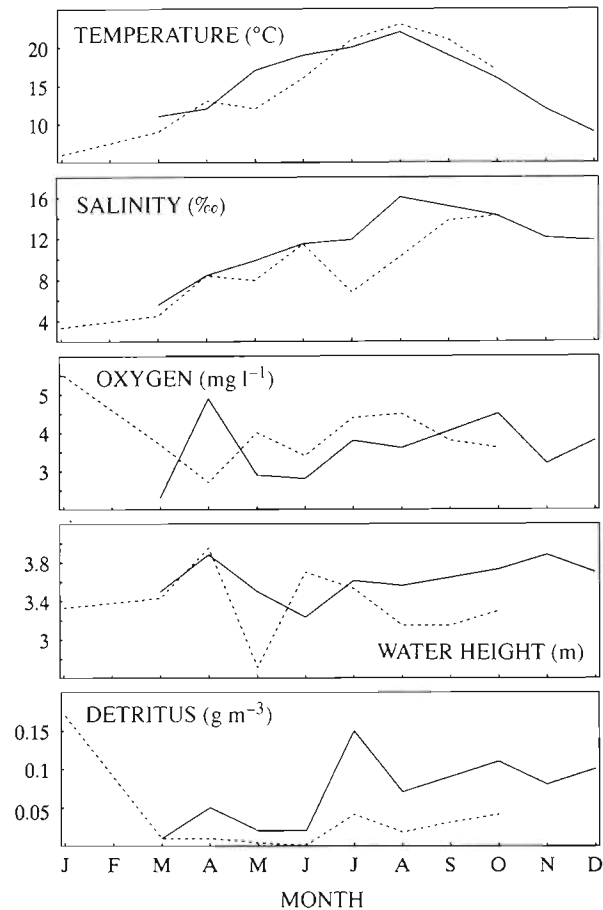 TEMPERATURE (°C)
20
15
10
SALINITY (‰)
16
12
8
4
OXYGEN (mg l⁻¹)
5
4
3
3.8
3.4
3
WATER HEIGHT (m)
DETRITUS (g m⁻³)
0.15
0.1
0.05
J F M A M J J A S O N D
MONTH